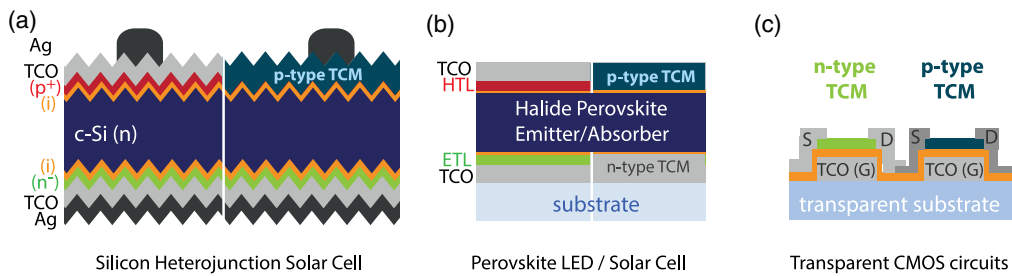 (a)
Ag
TCO
(p+)
(i)
p-type TCM
c-Si (n)
(i)
(n-)
TCO
Ag
Silicon Heterojunction Solar Cell
(b)
TCO
HTL
p-type TCM
Halide Perovskite
Emitter/Absorber
ETL
TCO
n-type TCM
substrate
Perovskite LED / Solar Cell
(c)
n-type
TCM
p-type
TCM
S
D
S
D
TCO (G)
TCO (G)
transparent substrate
Transparent CMOS circuits